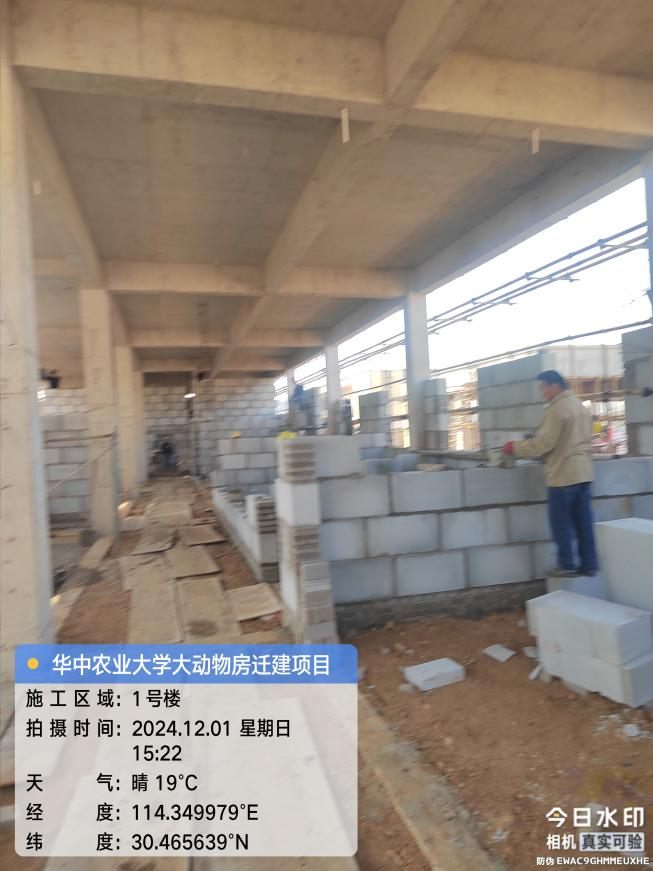 华中农业大学大动物房迁建项目
施工区域：1号楼
拍摄时间：2024.12.01 星期日
15:22
天气：晴 19°C
经度：114.349979°E
纬度：30.465639°N
今日水印
相机 真实可验
防伪 EWAC9GHMMEUXHE